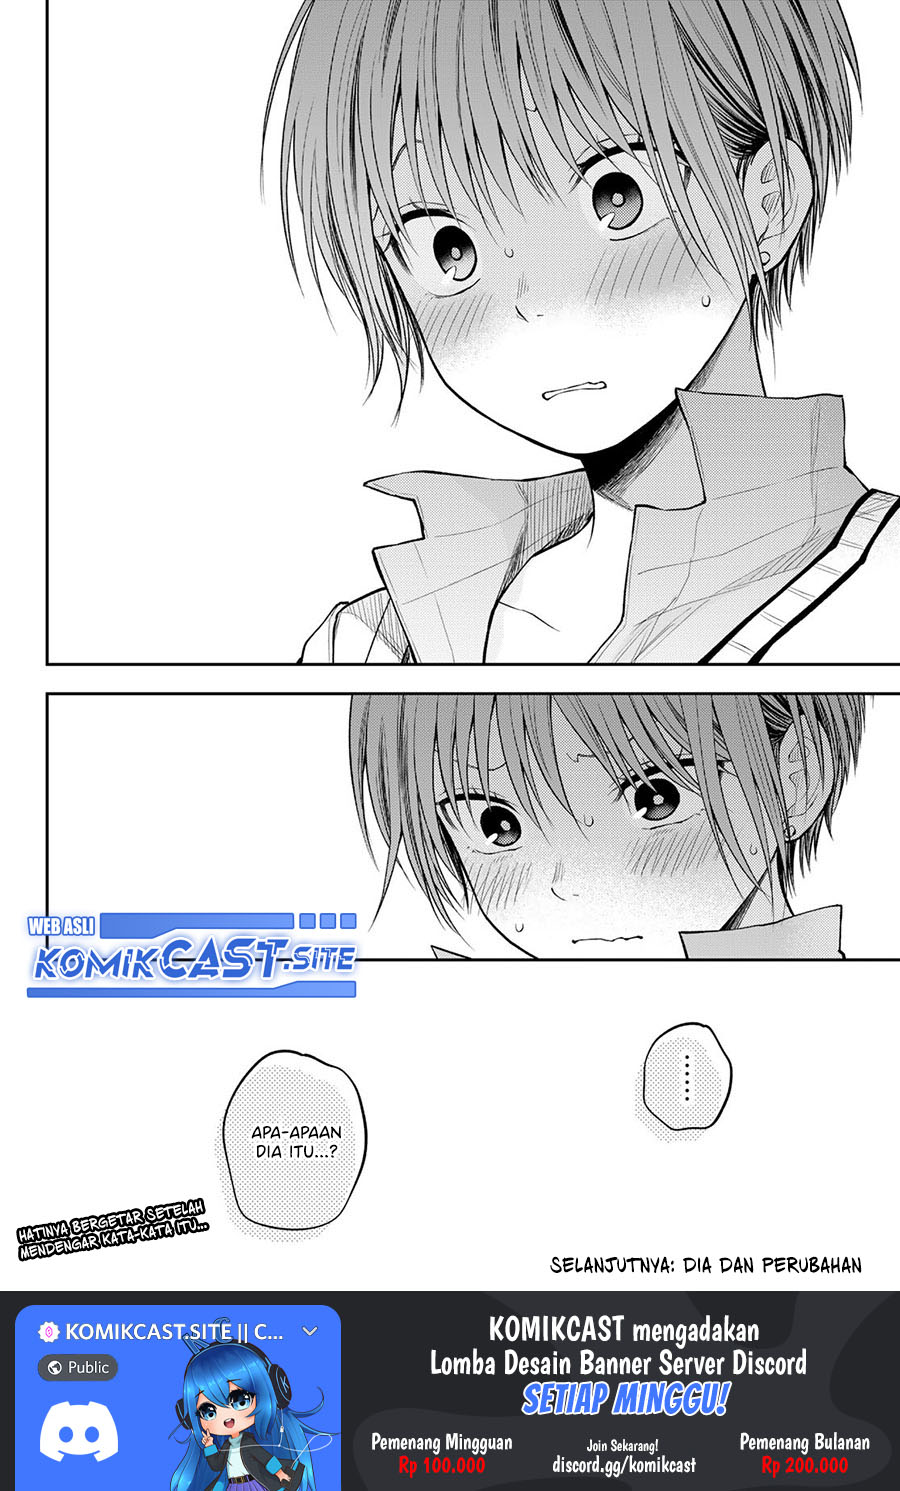 WEB ASLI
KOMIKCAST.SITE
.......
APA-APAAN
DIA ITU...?
HATINYA BERGETAR SETELAH
MENDENGAR KATA-KATA ITU...
SELANJUTNYA: DIA DAN PERUBAHAN
KOMIKCAST.SITE || C...
Public
KOMIKCAST mengadakan
Lomba Desain Banner Server Discord
SETIAP MINGGU!
Pemenang Mingguan
Rp 100.000
Join Sekarang!
discord.gg/komikcast
Pemenang Bulanan
Rp 200.000